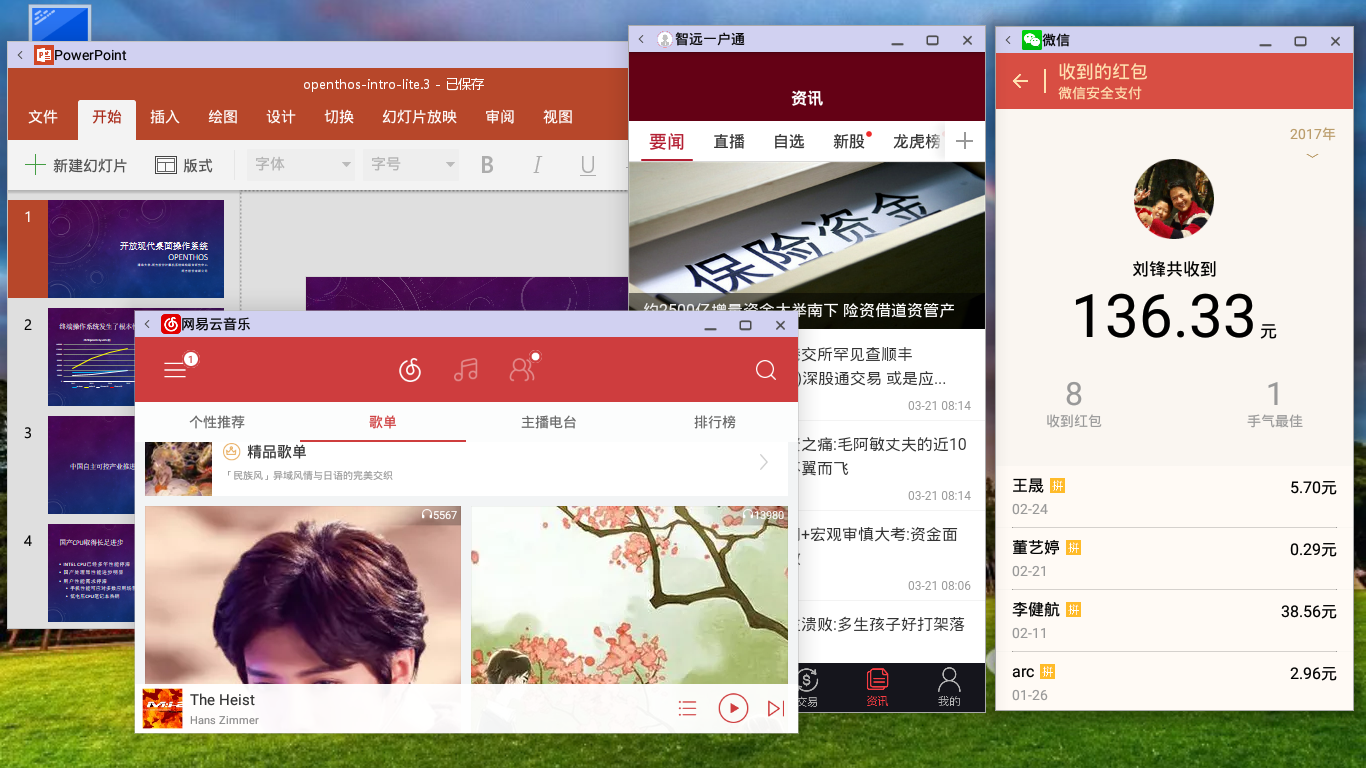 PowerPoint
openthos-intro-lite.3 - 已保存
文件 开始 插入 绘图 设计 切换 幻灯片放映 审阅 视图
新建幻灯片 版式 字体 字号 B I U
1
开放现代桌面操作系统
OPENTHOS
2
终端操作系统发生了根本
3
中国自主可控产业推
4
国产CPU取得长足进步
网易云音乐
1
个性推荐 歌单 主播电台 排行榜
精品歌单
「民族风」异域风情与日语的完美交织
5567
13980
The Heist
Hans Zimmer
智远一户通
资讯
要闻 直播 自选 新股 龙虎榜
保险资金
约2500亿增量资金大举南下 险资借道资管产
交所罕见查顺丰
)深股通交易 或是应...
03-21 08:14
之痛:毛阿敏丈夫的近10
翼而飞
03-21 08:14
+宏观审慎大考:资金面
03-21 08:06
溃败:多生孩子好打架落
交易 资讯 我的
微信
收到的红包
微信安全支付
2017年
刘锋共收到
136.33 元
8 1
收到红包 手气最佳
王晟 拼 5.70元
02-24
董艺婷 拼 0.29元
02-21
李健航 拼 38.56元
02-11
arc 拼 2.96元
01-26